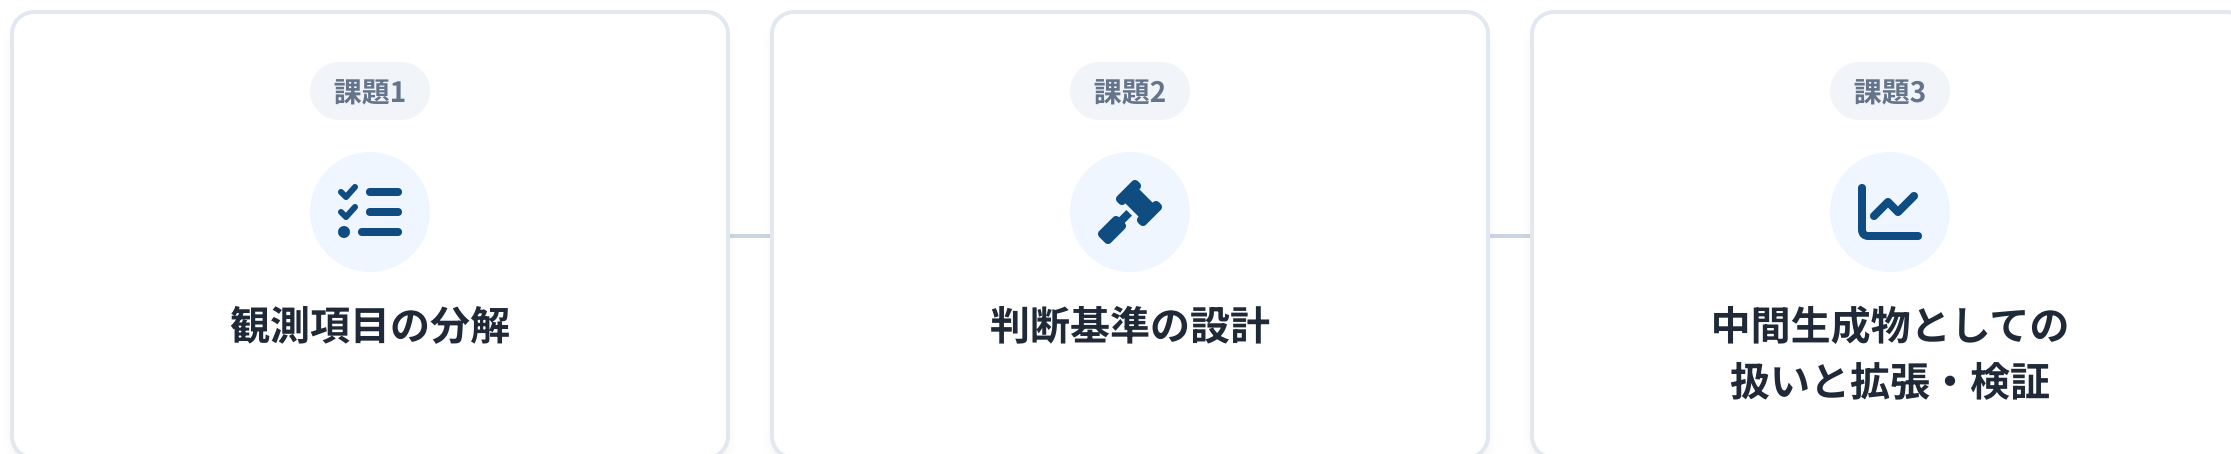 課題1
観測項目の分解
課題2
判断基準の設計
課題3
中間生成物としての
扱いと拡張・検証